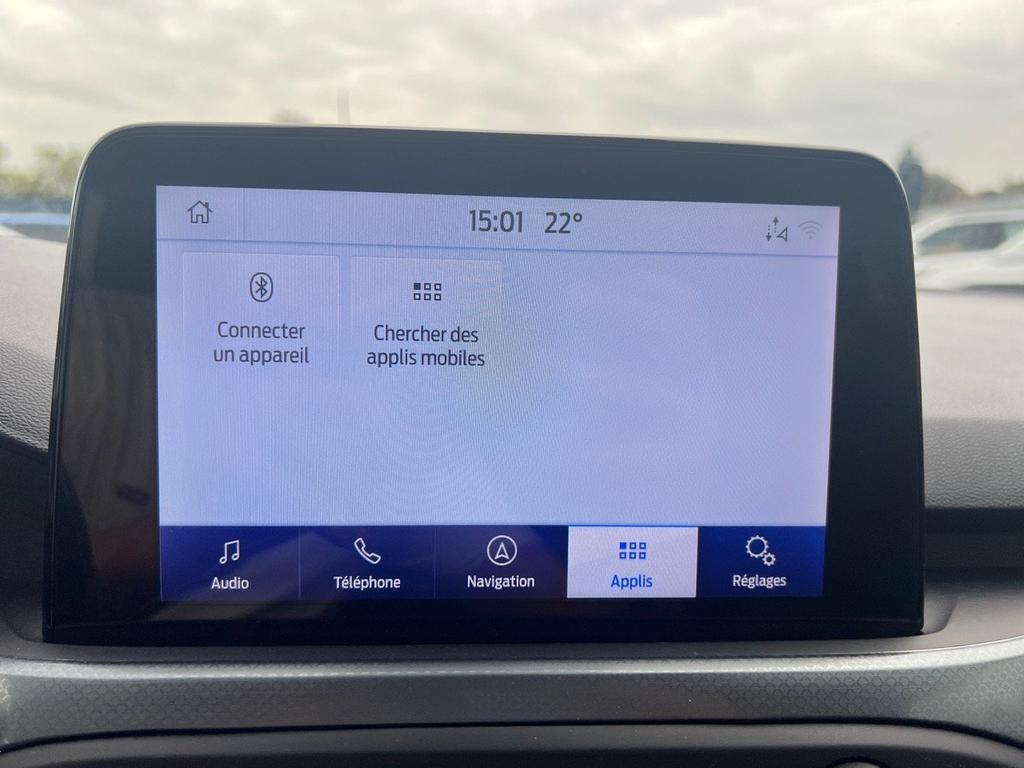 15:01 22°
Connecter
un appareil
Chercher des
applis mobiles
Audio
Téléphone
Navigation
Applis
Réglages